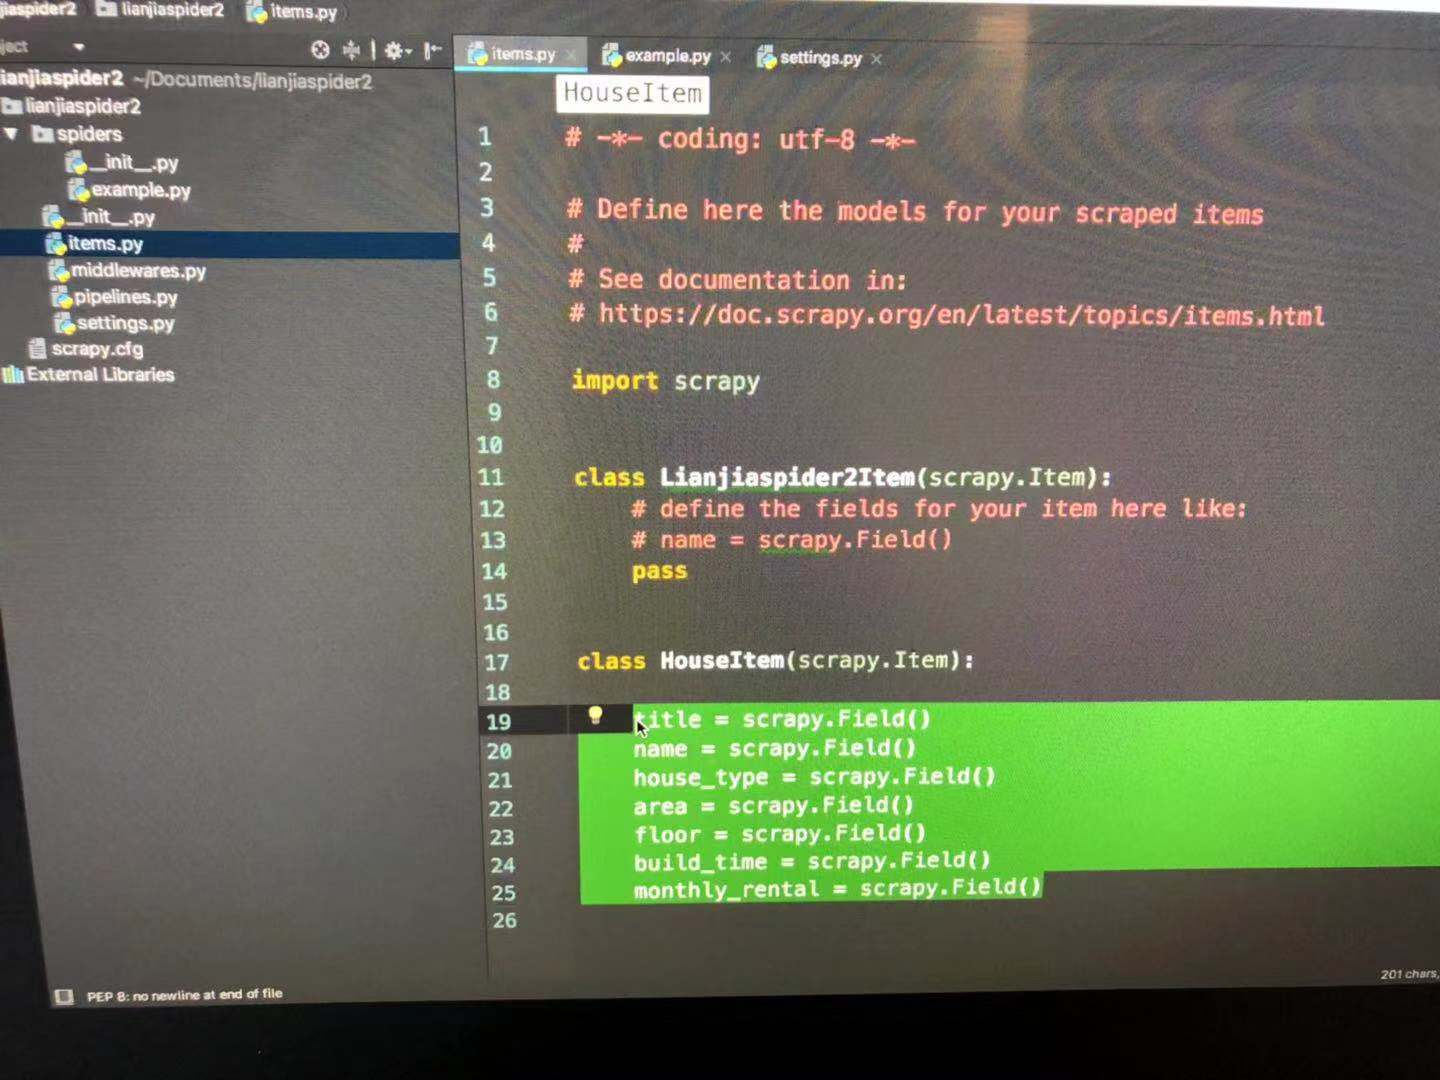 jiaspider2 lianjiaspider2 items.py
ject
items.py × example.py × settings.py ×
ianjiaspider2 ~/Documents/lianjiaspider2
lianjiaspider2
spiders
__init__.py
example.py
__init__.py
items.py
middlewares.py
pipelines.py
settings.py
scrapy.cfg
External Libraries
HouseItem
1 # -*- coding: utf-8 -*-
2
3 # Define here the models for your scraped items
4 #
5 # See documentation in:
6 # https://doc.scrapy.org/en/latest/topics/items.html
7
8 import scrapy
9
10
11 class Lianjiaspider2Item(scrapy.Item):
12 # define the fields for your item here like:
13 # name = scrapy.Field()
14 pass
15
16
17 class HouseItem(scrapy.Item):
18
19 title = scrapy.Field()
20 name = scrapy.Field()
21 house_type = scrapy.Field()
22 area = scrapy.Field()
23 floor = scrapy.Field()
24 build_time = scrapy.Field()
25 monthly_rental = scrapy.Field()
26
PEP 8: no newline at end of file
201 chars,